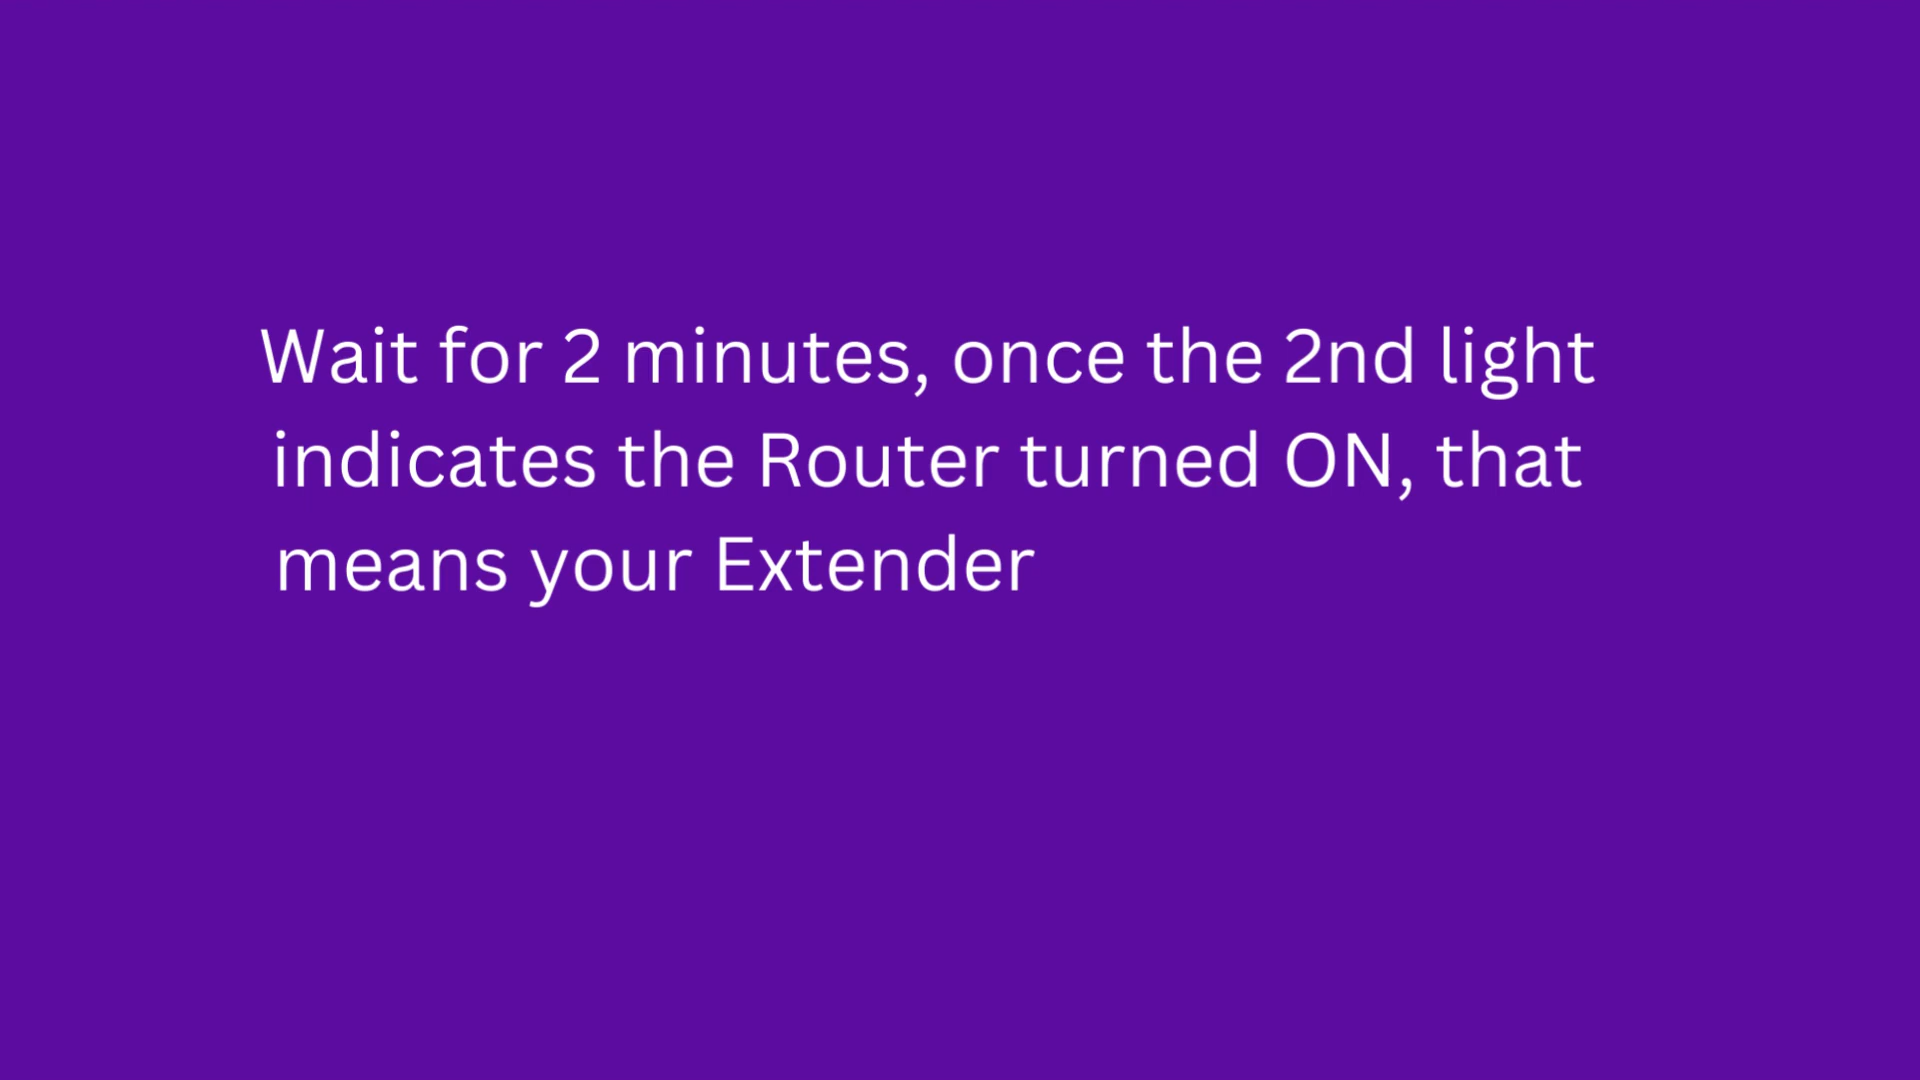 Wait for 2 minutes, once the 2nd light
indicates the Router turned ON, that
means your Extender